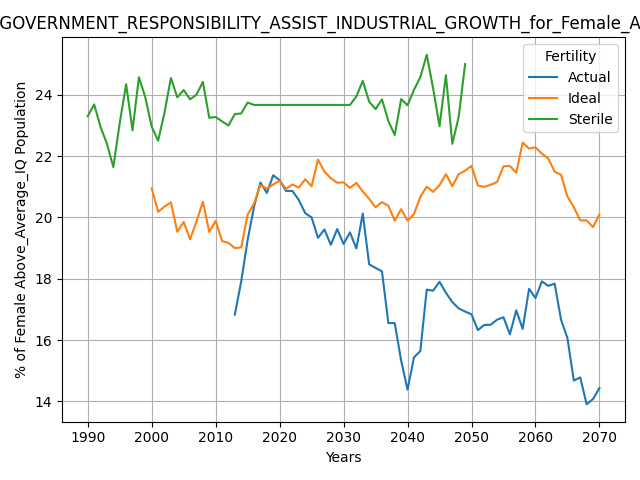 GOVERNMENT_RESPONSIBILITY_ASSIST_INDUSTRIAL_GROWTH_for_Female_A
% of Female Above_Average_IQ Population
24
22
20
18
16
14
Fertility
Actual
Ideal
Sterile
1990 2000 2010 2020 2030 2040 2050 2060 2070
Years